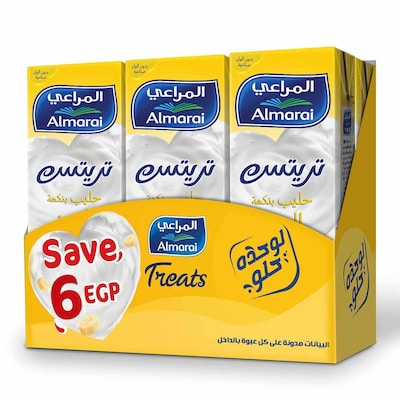 المراعي
Almarai
تريتس
حليب بنكهة
المراعي
Almarai
تريتس
حليب بنكهة
المراعي
Almarai
تريتس
حليب بنكهة
Save
6 EGP
المراعي
Almarai
Treats
لوحده
حلو
البيانات مدونة على كل عبوة بالداخل